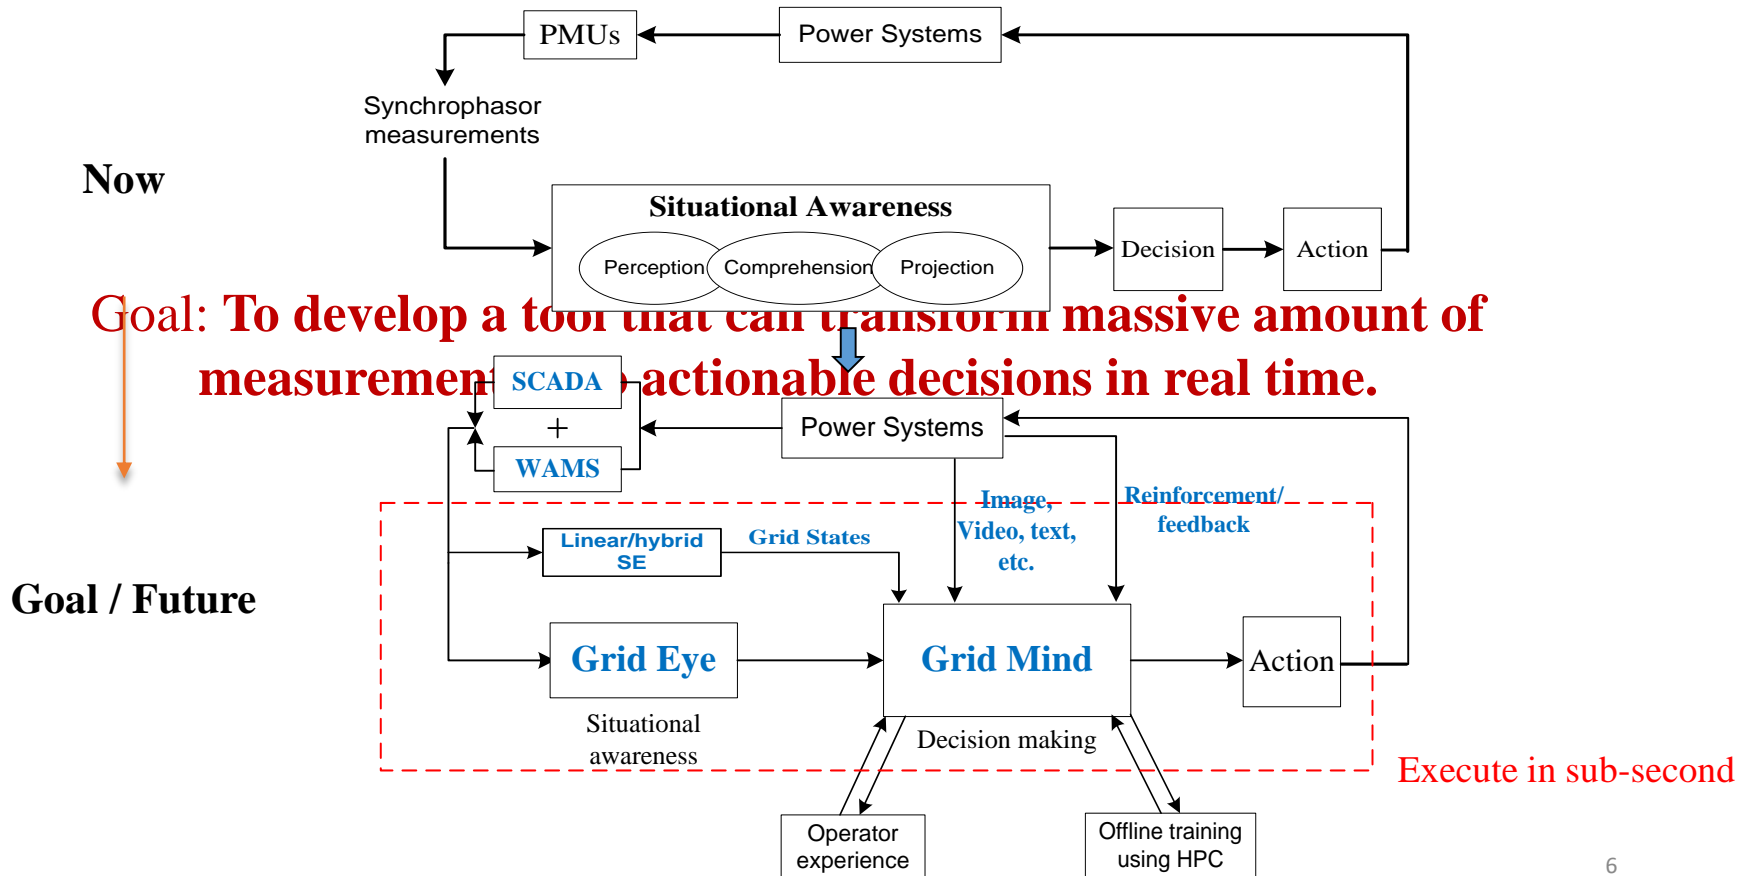 PMUs
Power Systems
Synchrophasor
measurements
Now
Situational Awareness
Perception
Comprehension
Projection
Decision
Action
Goal: To develop a tool that can transform massive amount of
measurement actionable decisions in real time.
SCADA
+
WAMS
Power Systems
Image,
Video, text,
etc.
Reinforcement/
feedback
Linear/hybrid
SE
Grid States
Goal / Future
Grid Eye
Grid Mind
Action
Situational
awareness
Decision making
Execute in sub-second
Operator
experience
Offline training
using HPC
6